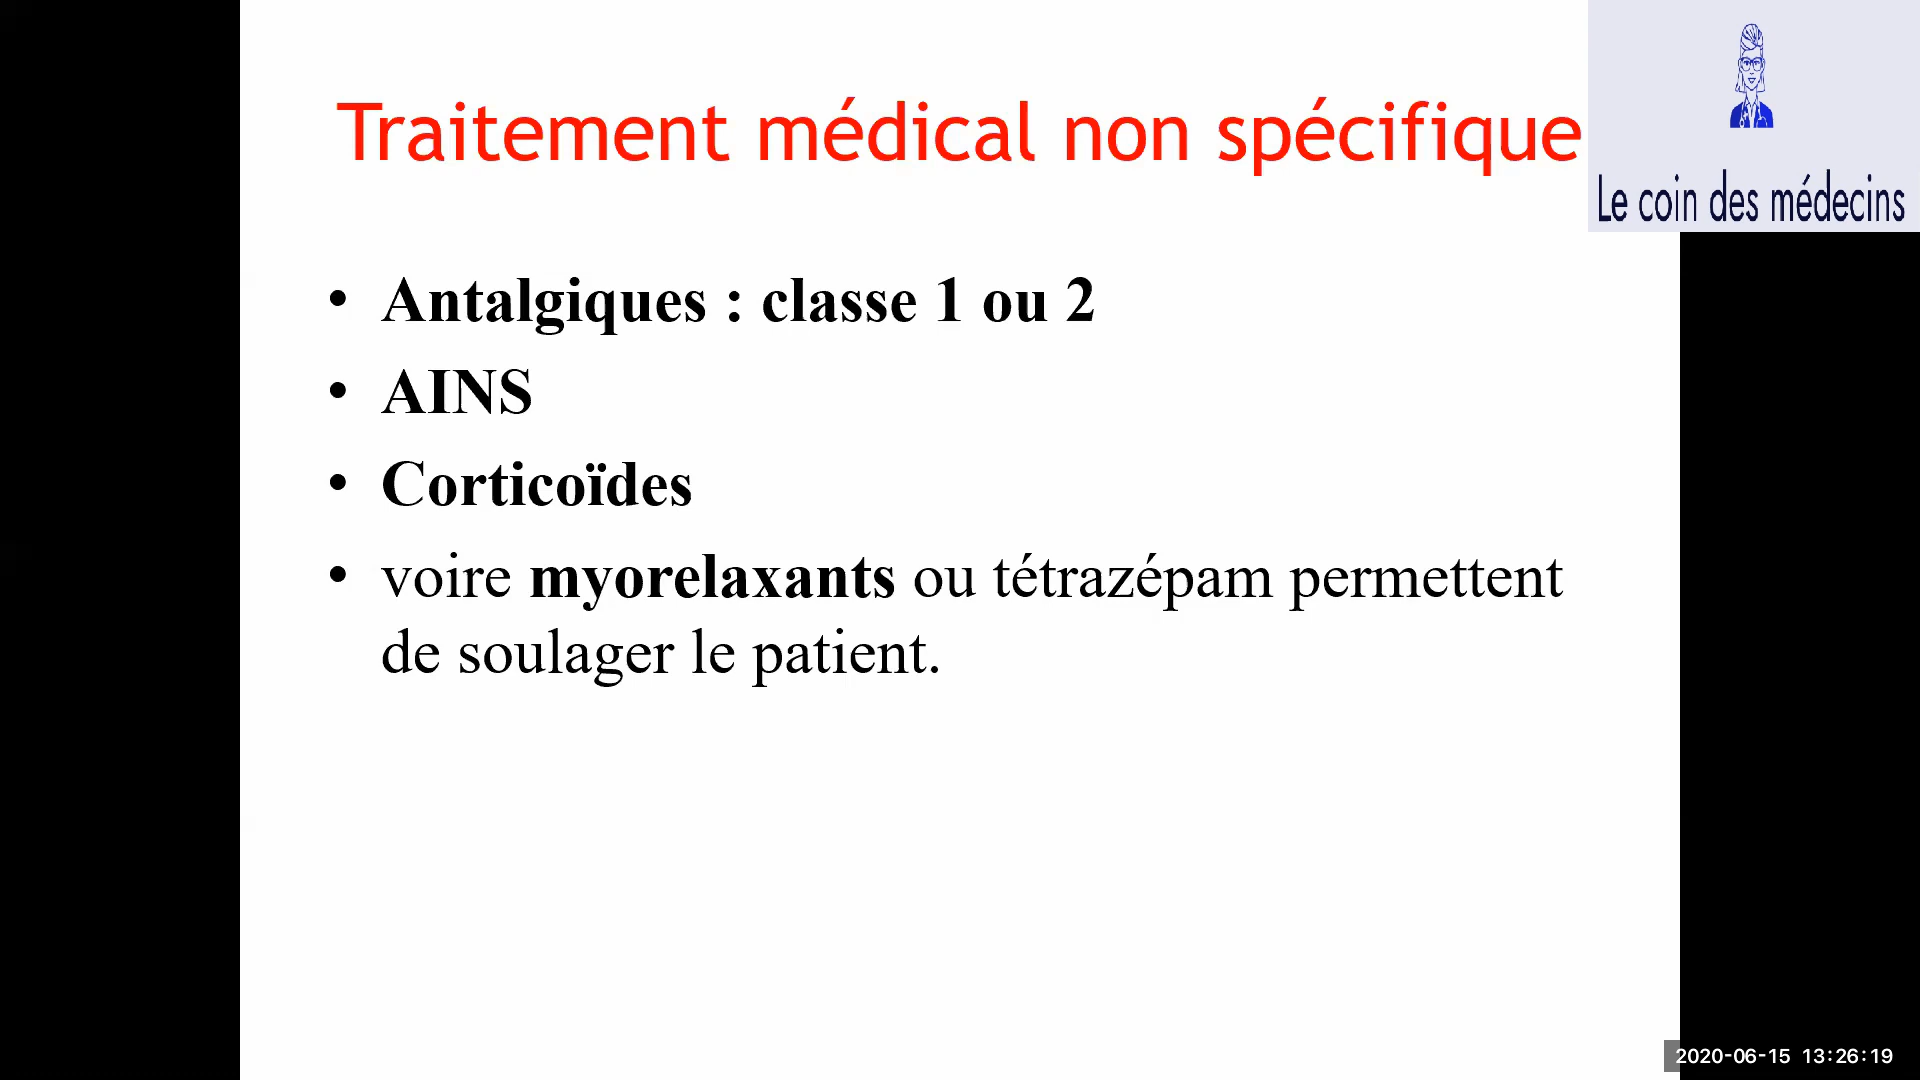 Traitement médical non spécifique
Le coin des médecins
• Antalgiques : classe 1 ou 2
• AINS
• Corticoïdes
• voire myorelaxants ou tétrazépam permettent
de soulager le patient.
2020-06-15 13:26:19